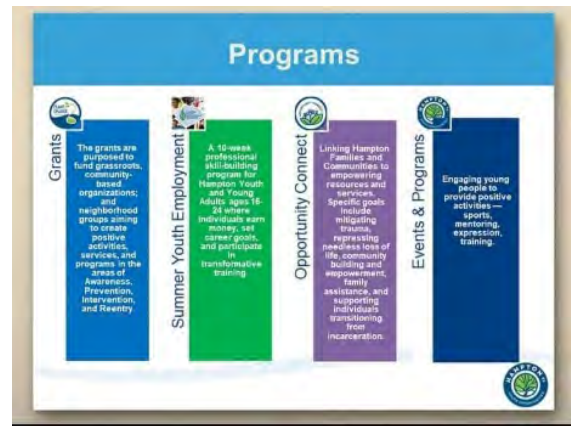 Programs
Grants
The grants are
purposed to
fund grassroots,
community-
based
organizations;
and
neighborhood
groups aiming
to create
positive
activities,
services, and
programs in the
areas of
Awareness,
Prevention,
Intervention,
and Reentry.
Summer Youth Employment
A 10-week
professional
skill-building
program for
Hampton Youth
and Young
Adults ages 16-
24 where
individuals earn
money, set
career goals,
and participate
in
transformative
training
Opportunity Connect
Linking Hampton
Families and
Communities to
empowering
resources and
services.
Specific goals
include
mitigating
trauma,
repressing
needless loss of
life, community
building and
empowerment,
family
assistance, and
supporting
individuals
transitioning
from
incarceration.
HAMPTON
Events & Programs
Engaging young
people to
provide positive
activities —
sports,
mentoring,
expression,
training.
HAMPTON